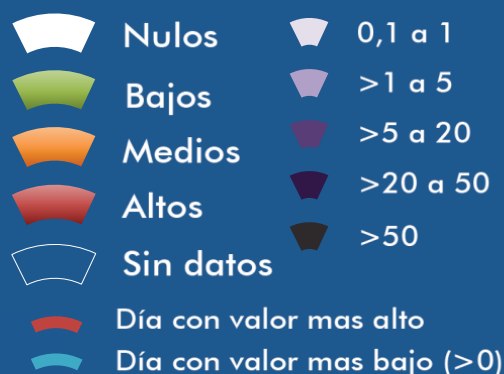 Nulos
Bajos
Medios
Altos
Sin datos
0,1 a 1
>1 a 5
>5 a 20
>20 a 50
>50
Día con valor mas alto
Día con valor mas bajo (>0)